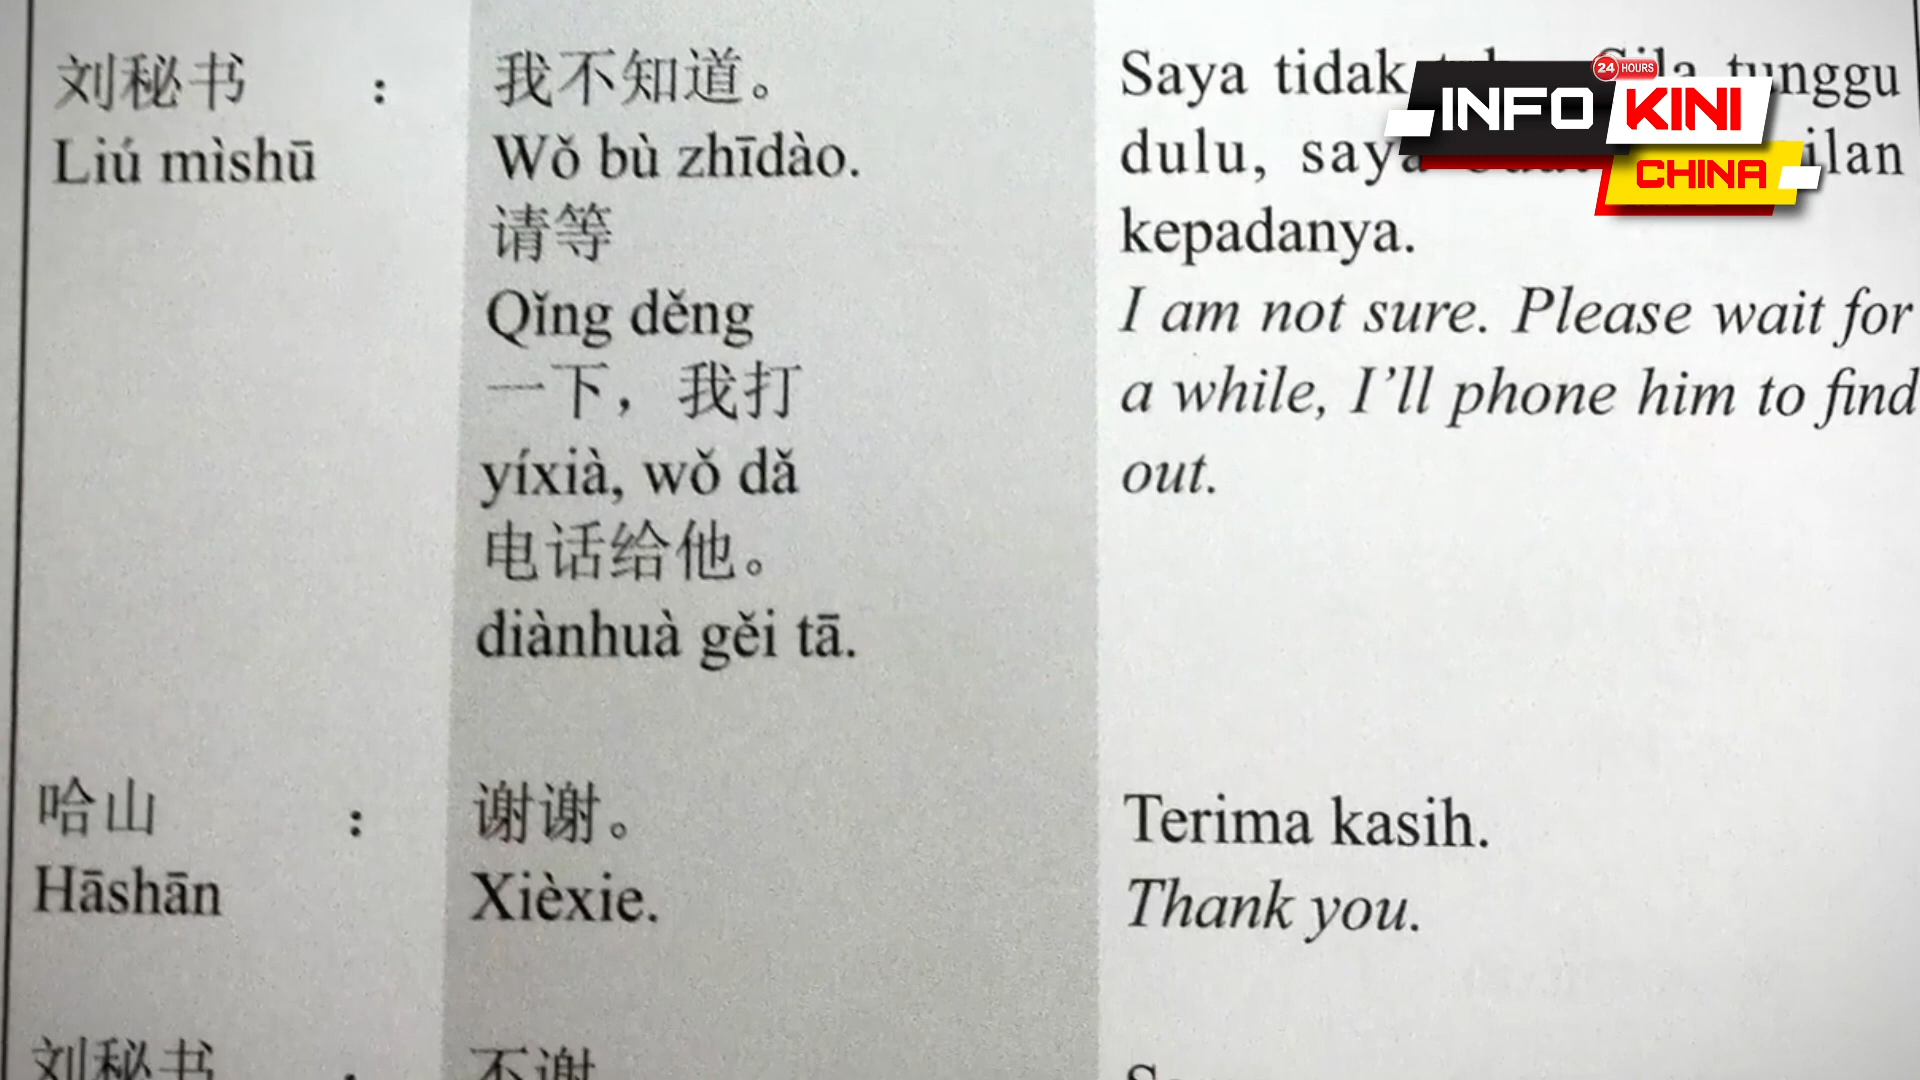 刘秘书 :
Liú mìshū
我不知道。
Wǒ bù zhīdào.
请等
Qǐng děng
一下，我打
yíxià, wǒ dǎ
电话给他。
diànhuà gěi tā.
Saya tidak tunggu
dulu, saya
kepadanya.
I am not sure. Please wait for
a while, I’ll phone him to find
out.
24 HOURS
INFO KINI
CHINA
哈山 :
Hāshān
谢谢。
Xièxie.
Terima kasih.
Thank you.
刘秘书
不谢